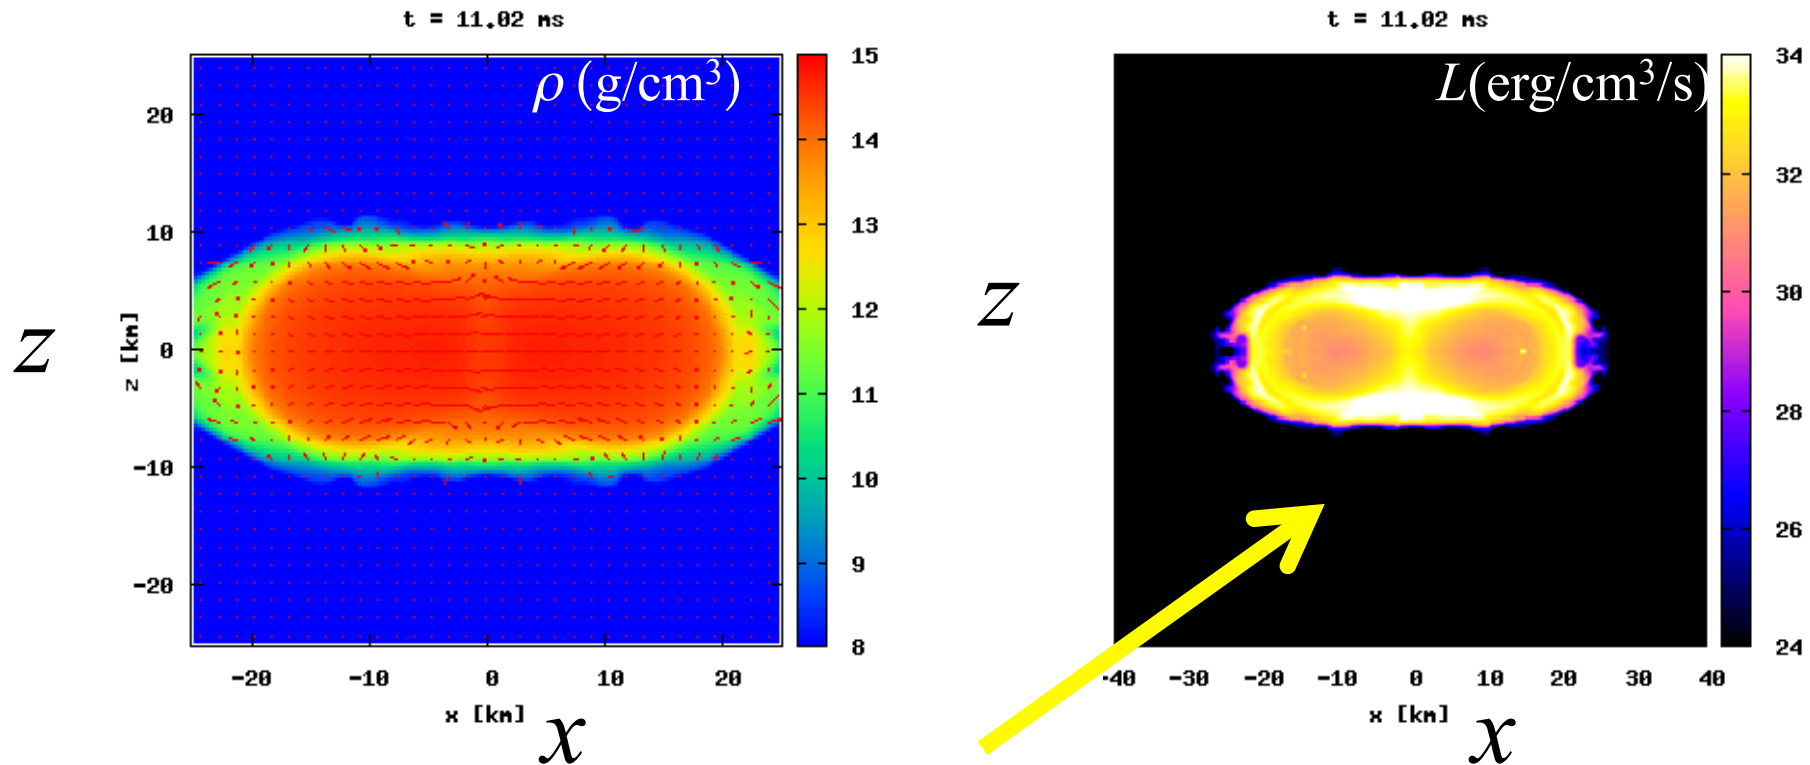 t = 11.02 ms
ρ (g/cm³)
15
14
13
12
11
10
9
8
20
10
0
-10
-20
z [km]
z
-20 -10 0 10 20
x [km]
x
t = 11.02 ms
L(erg/cm³/s)
34
32
30
28
26
24
z
-40 -30 -20 -10 0 10 20 30 40
x [km]
x